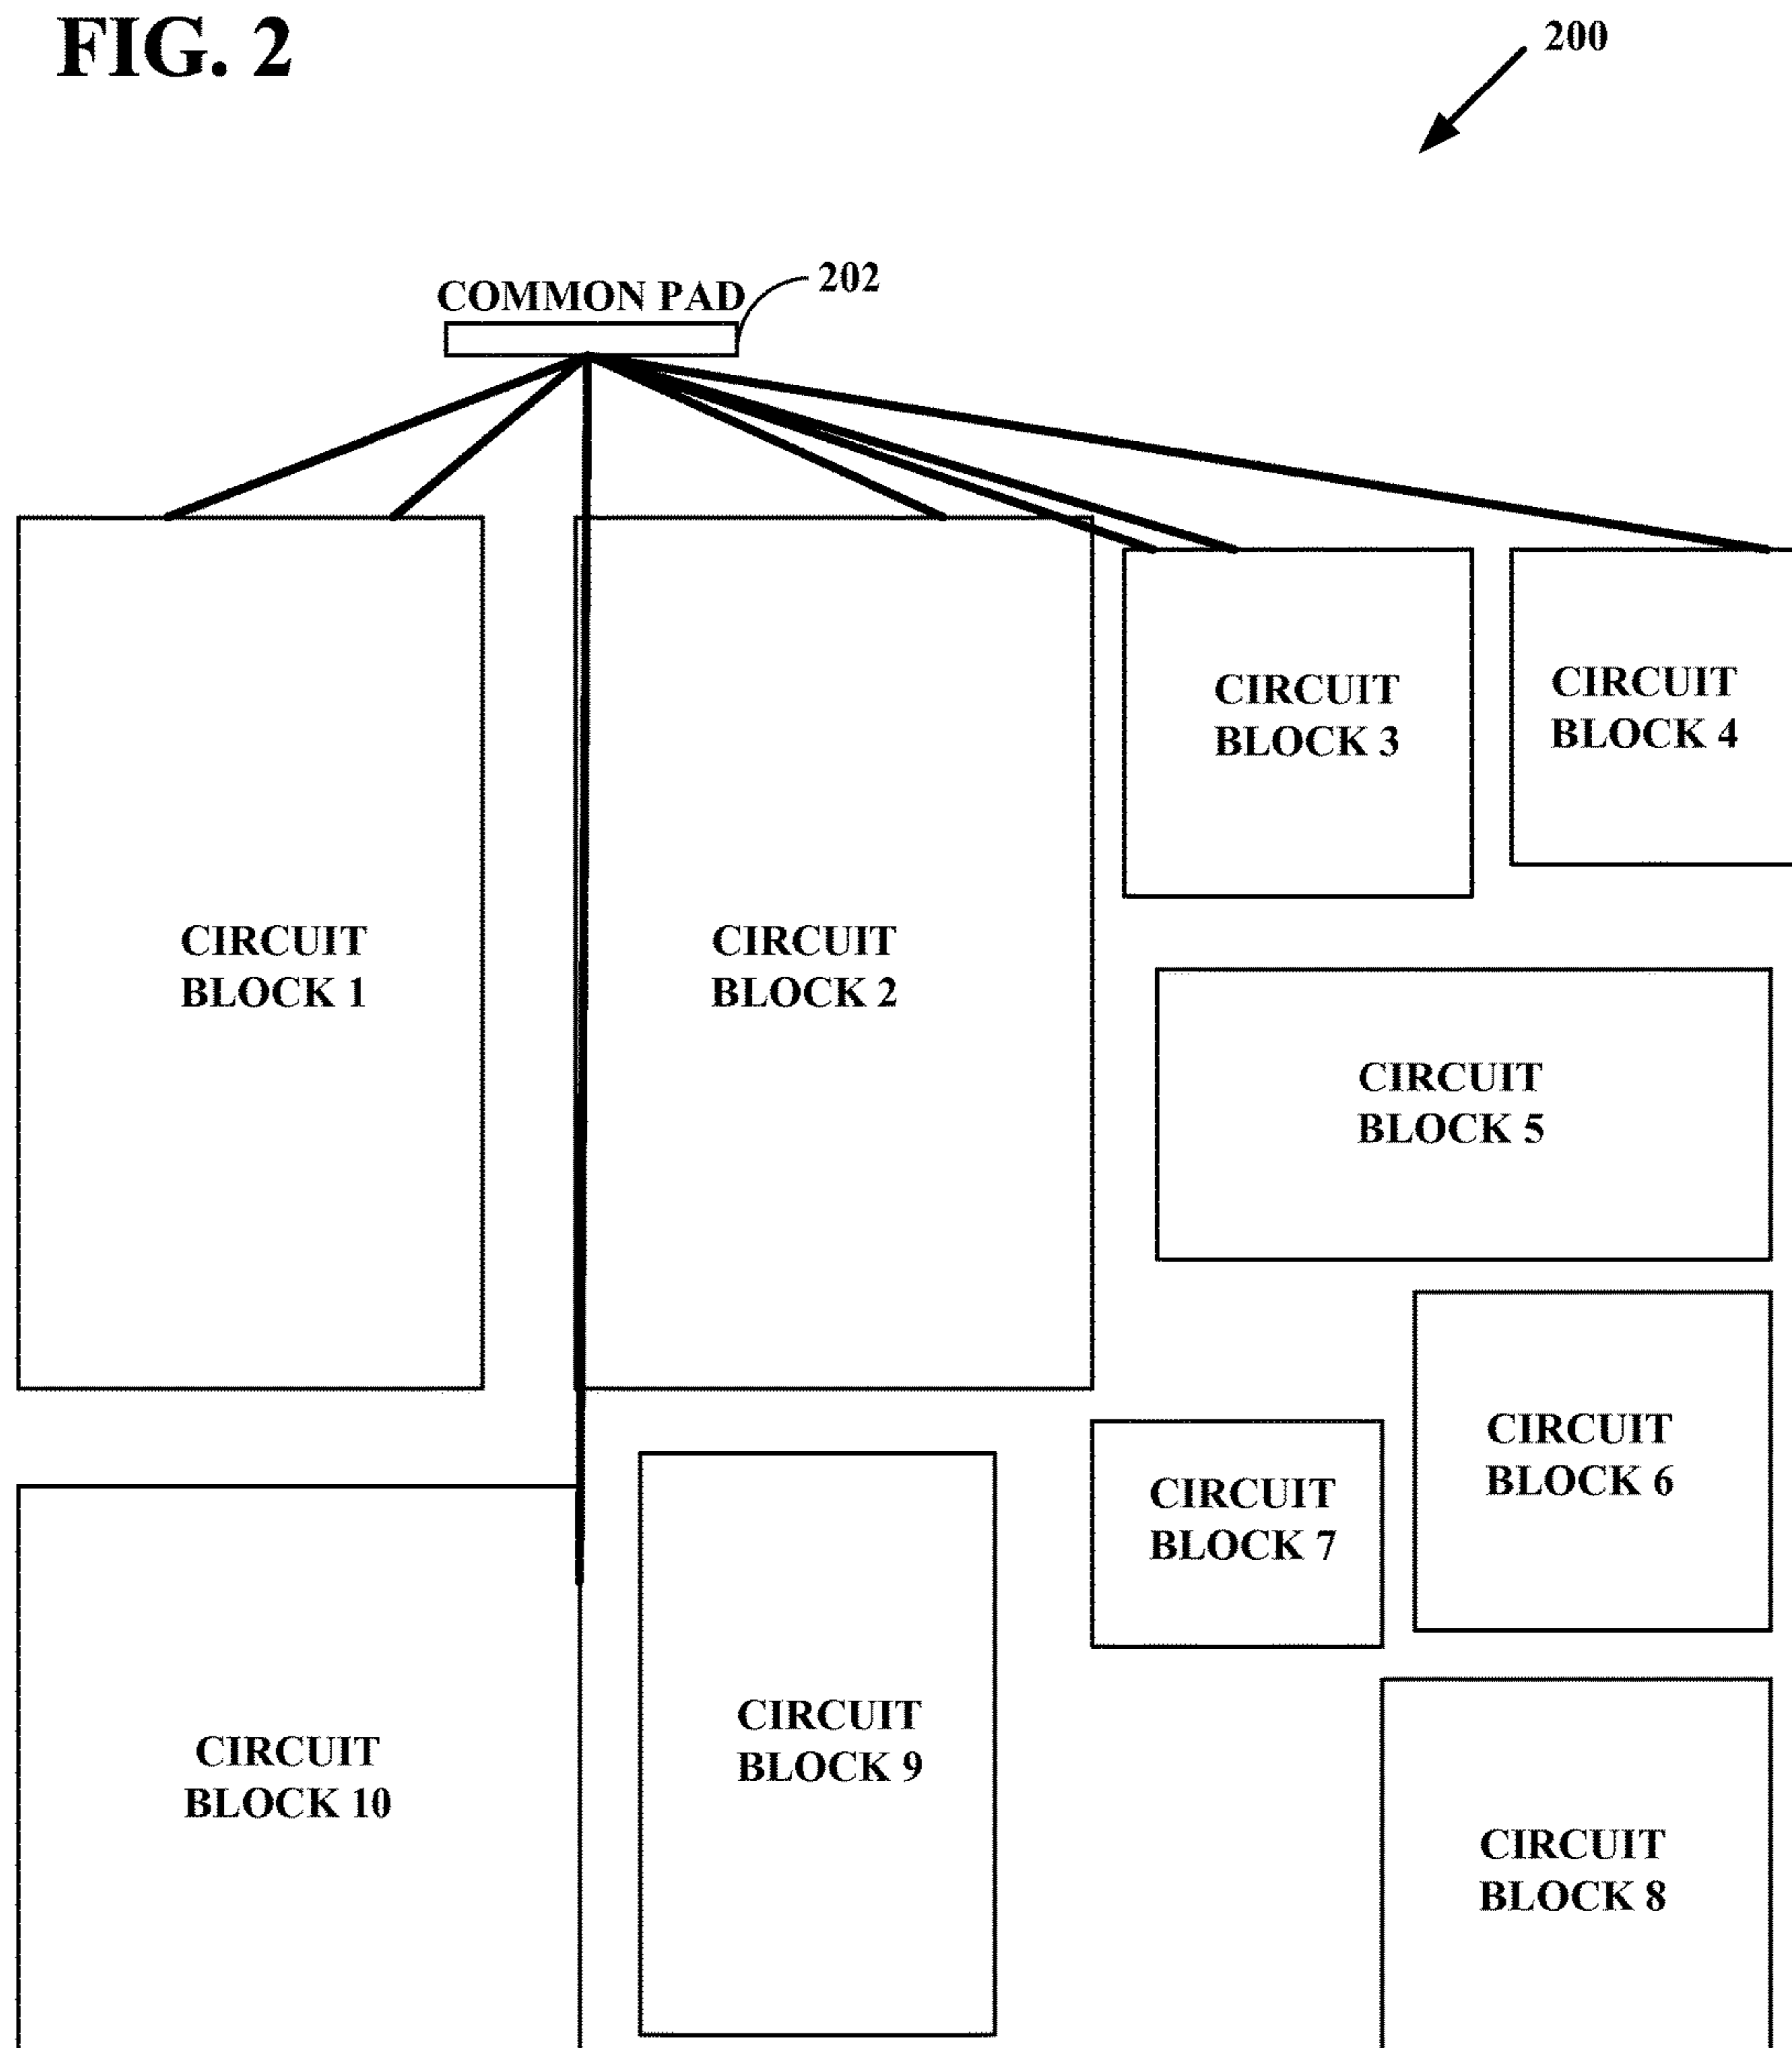 FIG. 2
200
COMMON PAD
202
CIRCUIT
BLOCK 1
CIRCUIT
BLOCK 2
CIRCUIT
BLOCK 3
CIRCUIT
BLOCK 4
CIRCUIT
BLOCK 5
CIRCUIT
BLOCK 6
CIRCUIT
BLOCK 7
CIRCUIT
BLOCK 8
CIRCUIT
BLOCK 9
CIRCUIT
BLOCK 10